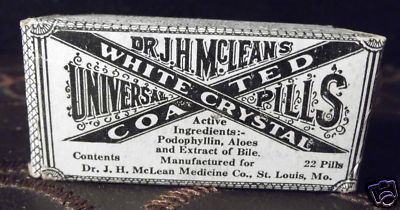 DR. J. H. McLEAN'S
WHITE CRYSTAL
COATED
UNIVERSAL PILLS
Active
Ingredients:-
Podophyllin, Aloes
and Extract of Bile.
Contents 22 Pills
Manufactured for
Dr. J. H. McLean Medicine Co., St. Louis, Mo.
ebay